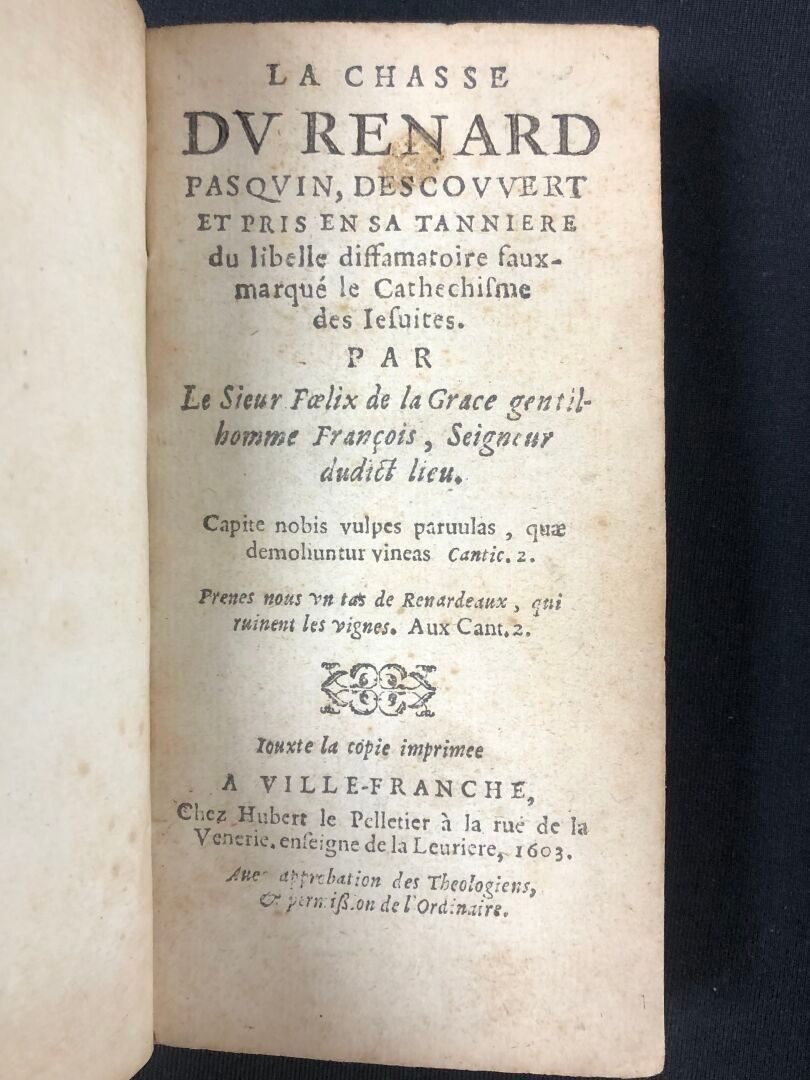 LA CHASSE
DV RENARD
PASQVIN, DESCOVVERT
ET PRIS EN SA TANNIERE
du libelle diffamatoire faux-
marqué le Cathechiſme
des Ieſuites.
PAR
Le Sieur Fœlix de la Grace gentil-
homme François, Seigneur
dudict lieu.
Capite nobis vulpes paruulas, quæ
demoliuntur vineas Cantic. 2.
Prenes nous vn tas de Renardeaux, qui
ruinent les vignes. Aux Cant. 2.
Iouxte la copie imprimee
A VILLE-FRANCHE,
Chez Hubert le Pelletier à la rue de la
Venerie, enſeigne de la Leuriere, 1603.
Auec approbation des Theologiens,
& permiſſion de l'Ordinaire.